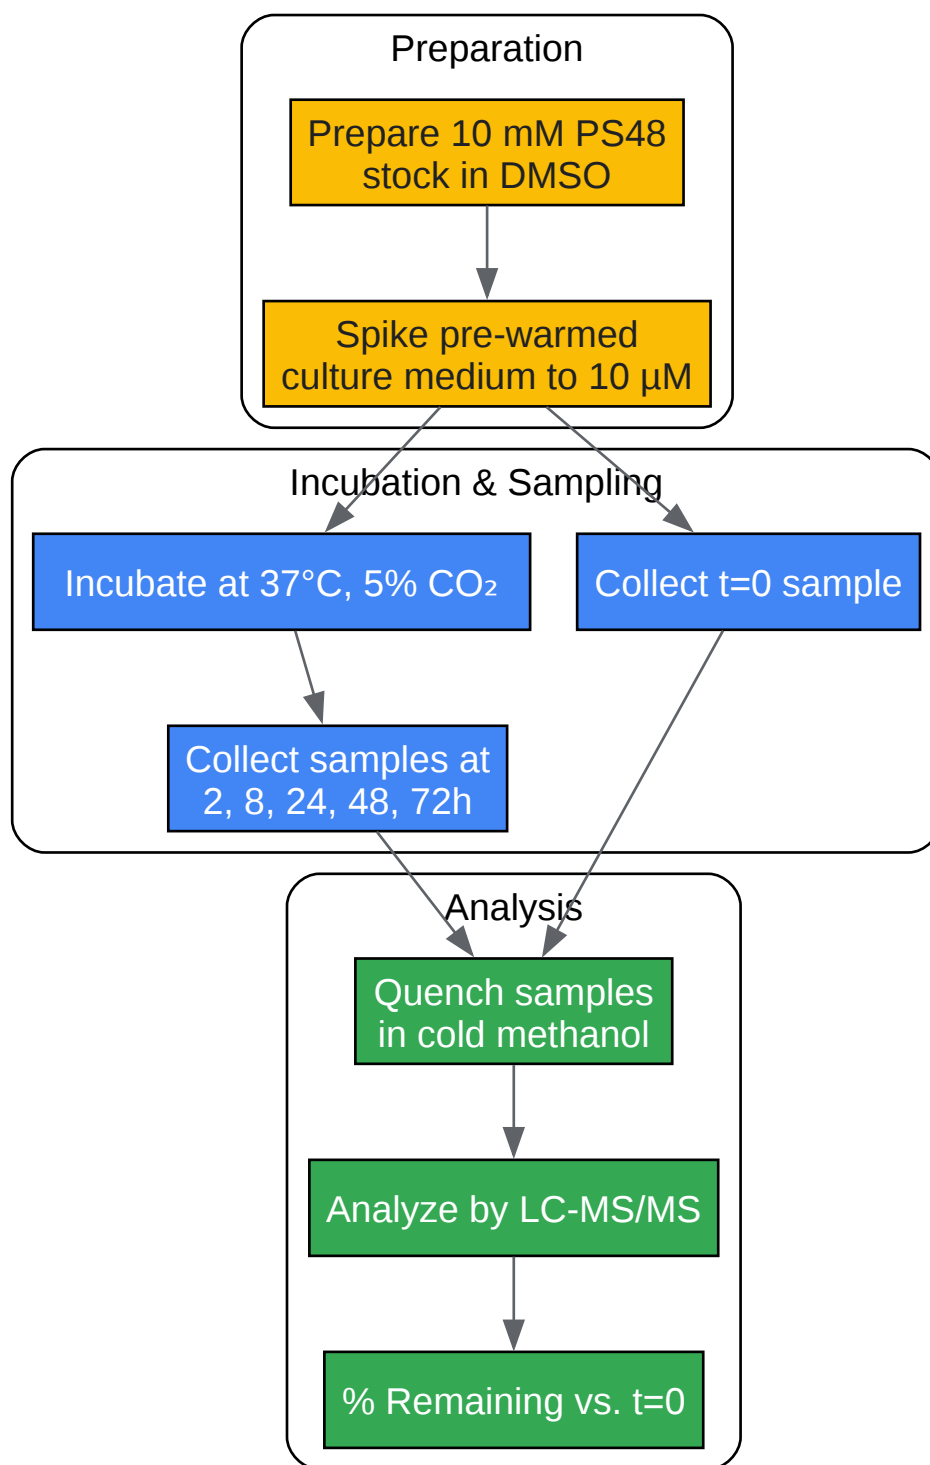 Preparation
Prepare 10 mM PS48
stock in DMSO
Spike pre-warmed
culture medium to 10 µM
Incubation & Sampling
Incubate at 37°C, 5% CO₂
Collect t=0 sample
Collect samples at
2, 8, 24, 48, 72h
Analysis
Quench samples
in cold methanol
Analyze by LC-MS/MS
% Remaining vs. t=0